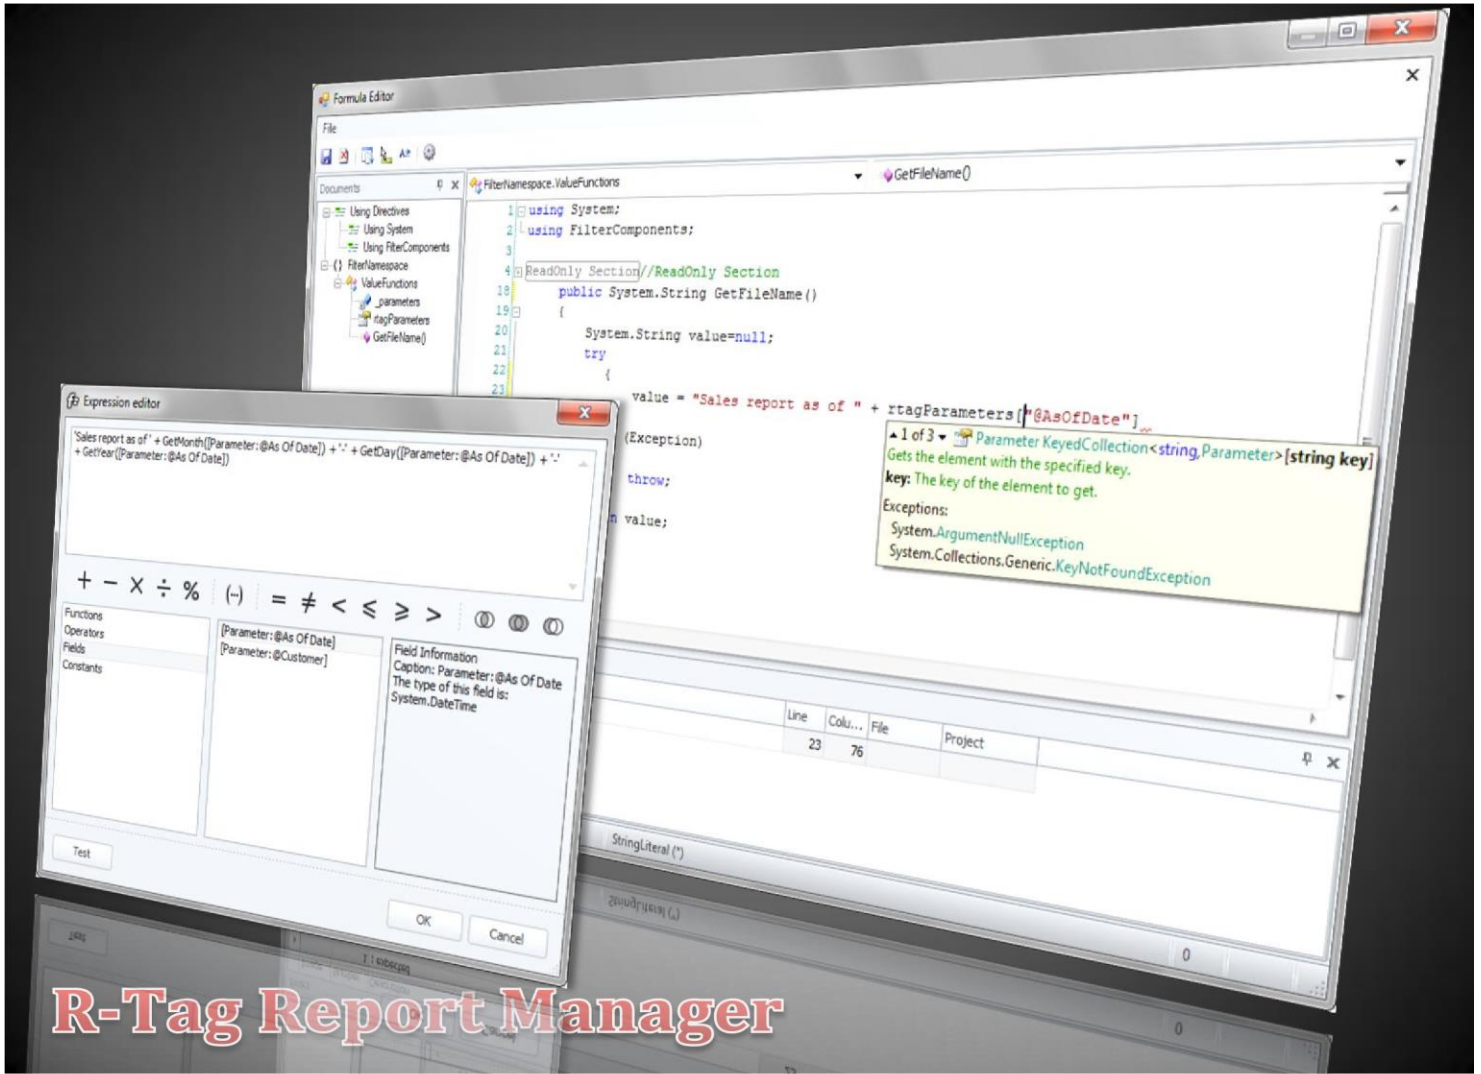 Formula Editor
File
Documents
FilterNamespace.ValueFunctions
GetFileName()
Using Directives
Using System
Using FilterComponents
{} FilterNamespace
ValueFunctions
_parameters
rtagParameters
GetFileName()
1 using System;
2 using FilterComponents;
3
4 ReadOnly Section//ReadOnly Section
18 public System.String GetFileName()
19 {
20 System.String value=null;
21 try
22 {
23 value = "Sales report as of " + rtagParameters["@AsOfDate"]
(Exception)
throw;
n value;
1 of 3 Parameter KeyedCollection<string,Parameter>[string key]
Gets the element with the specified key.
key: The key of the element to get.
Exceptions:
System.ArgumentNullException
System.Collections.Generic.KeyNotFoundException
Line Colu... File Project
23 76
StringLiteral (*)
0
Expression editor
'Sales report as of ' + GetMonth([Parameter:@As Of Date]) + '-' + GetDay([Parameter:@As Of Date]) + '-'
+ GetYear([Parameter:@As Of Date])
+ − × ÷ % (--) = ≠ < ≤ ≥ >
Functions
Operators
Fields
Constants
[Parameter:@As Of Date]
[Parameter:@Customer]
Field Information
Caption: Parameter:@As Of Date
The type of this field is:
System.DateTime
Test
OK
Cancel
R-Tag Report Manager